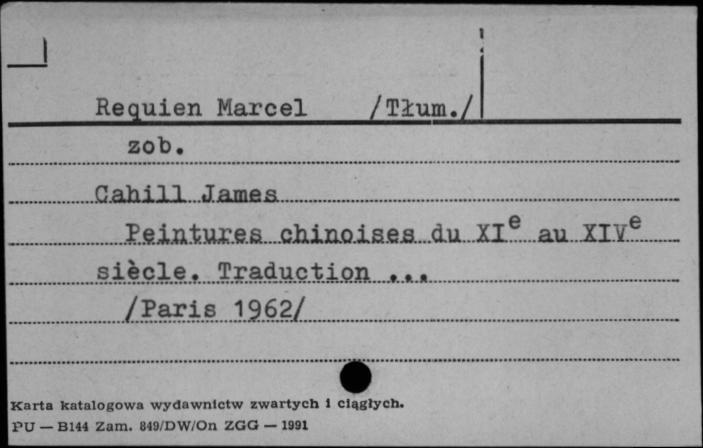 Requien Marcel /Tłum./
zob.
Cahill James
Peintures chinoises du XIe au XIVe
siècle. Traduction ...
/Paris 1962/
Karta katalogowa wydawnictw zwartych i ciągłych.
PU — B144 Zam. 849/DW/On ZGG — 1991